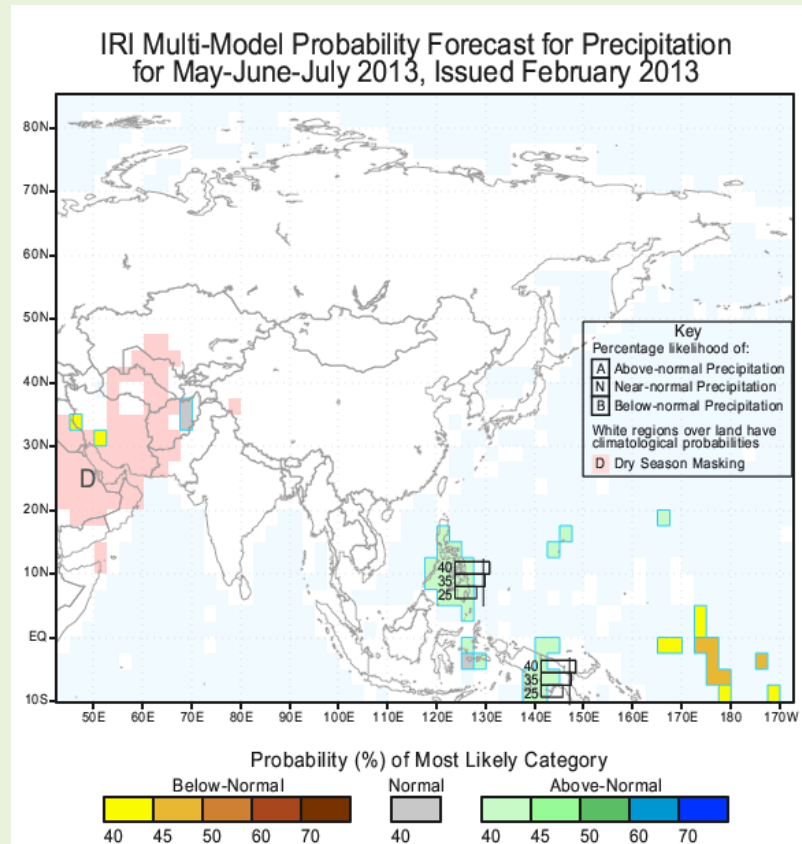 IRI Multi-Model Probability Forecast for Precipitation
for May-June-July 2013, Issued February 2013
80N
70N
60N
50N
Key
Percentage likelihood of:
A Above-normal Precipitation
40N
N Near-normal Precipitation
B Below-normal Precipitation
White regions over land have
climatological probabilities
30N
D Dry Season Masking
D
20N
10N
40
35
25
EQ
40
35
25
10S
50E 60E 70E 80E 90E 100E 110E 120E 130E 140E 150E 160E 170E 180 170W
Probability (%) of Most Likely Category
Below-Normal Normal Above-Normal
40 45 50 60 70 40 40 45 50 60 70